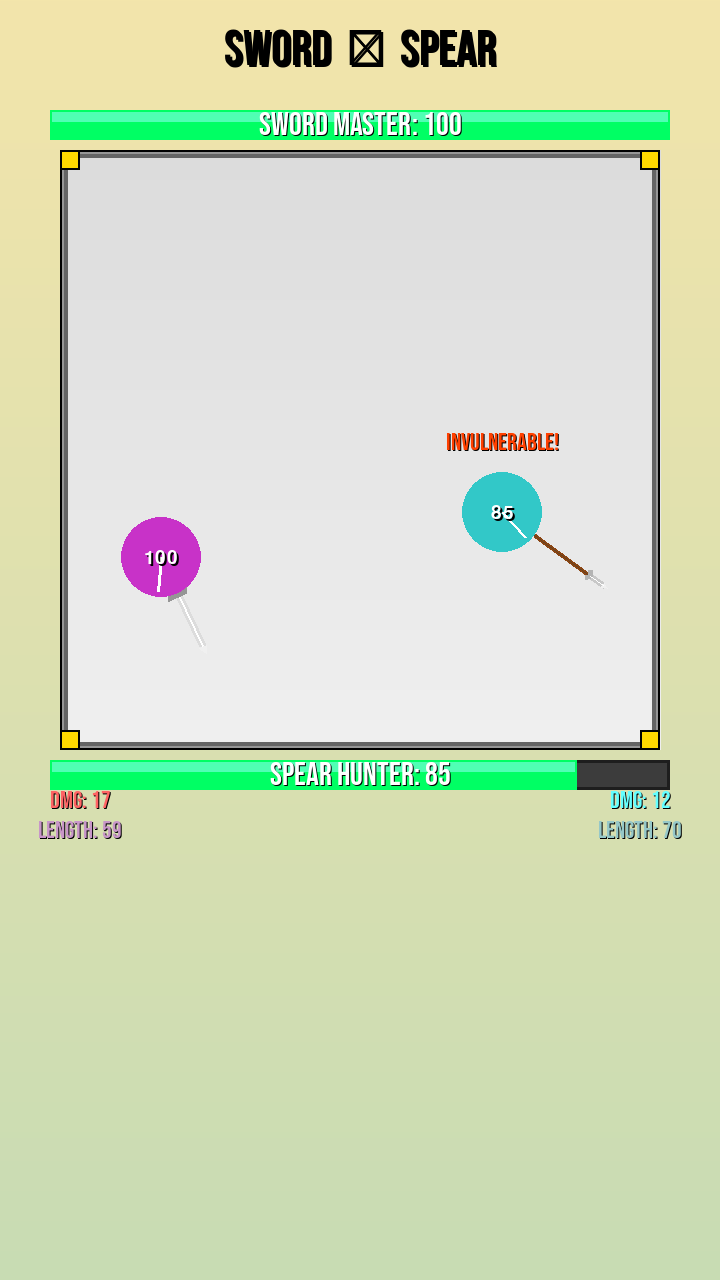 SWORD ☒ SPEAR
SWORD MASTER: 100
INVULNERABLE!
85
100
SPEAR HUNTER: 85
DMG: 17
DMG: 12
LENGTH: 59
LENGTH: 70